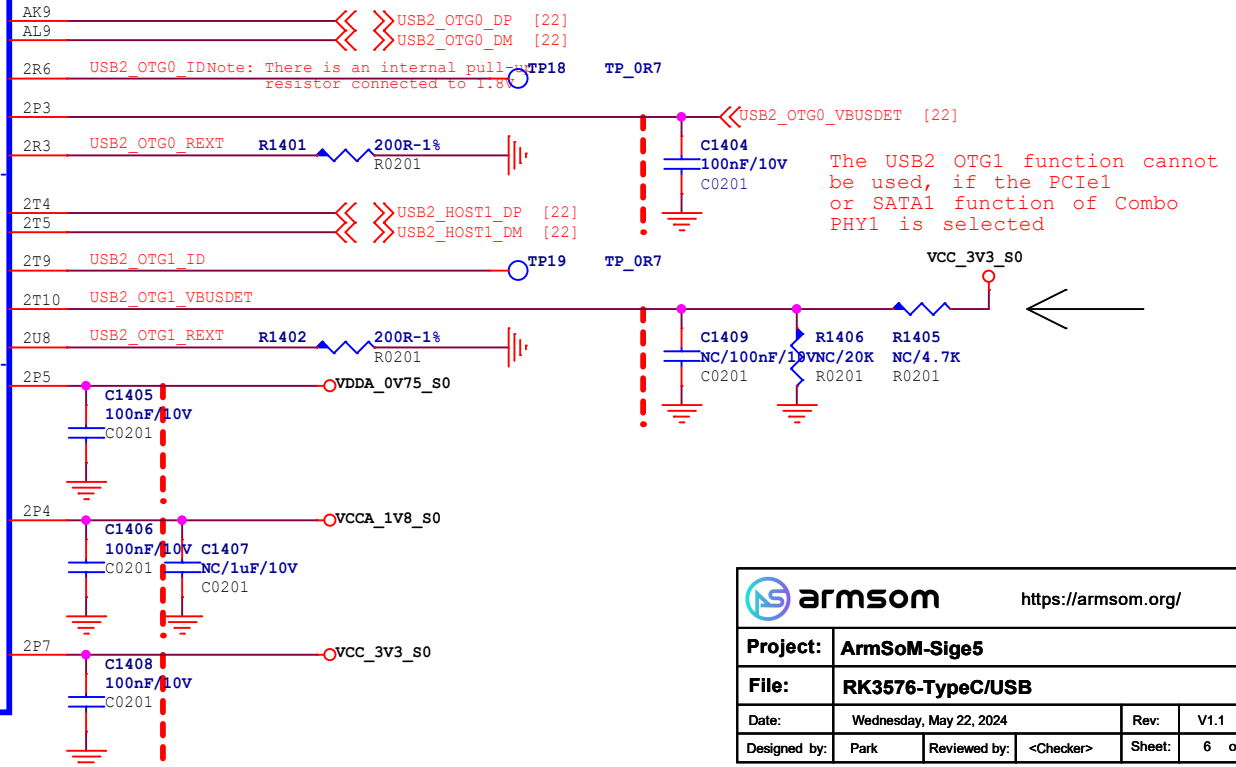 AK9
USB2_OTG0_DP [22]
AL9
USB2_OTG0_DM [22]
2R6
USB2_OTG0_ID
Note: There is an internal pull-up
resistor connected to 1.8V
TP18
TP_0R7
2P3
USB2_OTG0_VBUSDET [22]
2R3
USB2_OTG0_REXT
R1401
200R-1%
R0201
C1404
100nF/10V
C0201
The USB2 OTG1 function cannot
be used, if the PCIe1
or SATA1 function of Combo
PHY1 is selected
2T4
USB2_HOST1_DP [22]
2T5
USB2_HOST1_DM [22]
2T9
USB2_OTG1_ID
TP19
TP_0R7
VCC_3V3_S0
2T10
USB2_OTG1_VBUSDET
2U8
USB2_OTG1_REXT
R1402
200R-1%
R0201
C1409
NC/100nF/10V
C0201
R1406
NC/20K
R0201
R1405
NC/4.7K
R0201
2P5
VDDA_0V75_S0
C1405
100nF/10V
C0201
2P4
VCCA_1V8_S0
C1406
100nF/10V
C0201
C1407
NC/1uF/10V
C0201
2P7
VCC_3V3_S0
C1408
100nF/10V
C0201
armsom
https://armsom.org/
Project: ArmSoM-Sige5
File: RK3576-TypeC/USB
Date: Wednesday, May 22, 2024 Rev: V1.1
Designed by: Park Reviewed by: <Checker> Sheet: 6 o